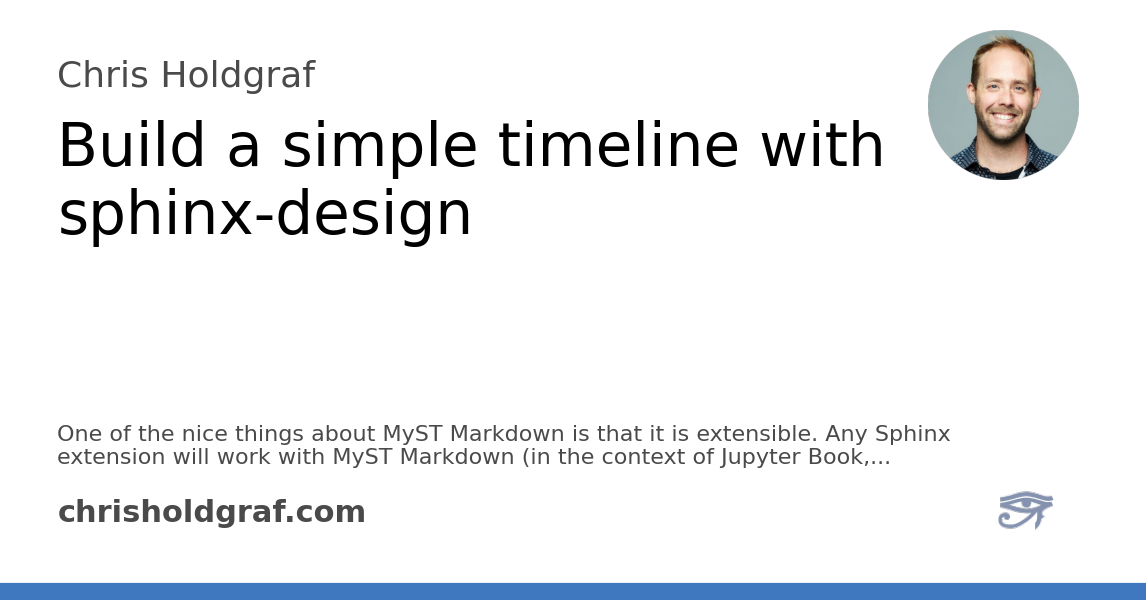 Chris Holdgraf
Build a simple timeline with
sphinx-design
One of the nice things about MyST Markdown is that it is extensible. Any Sphinx
extension will work with MyST Markdown (in the context of Jupyter Book,...
chrisholdgraf.com